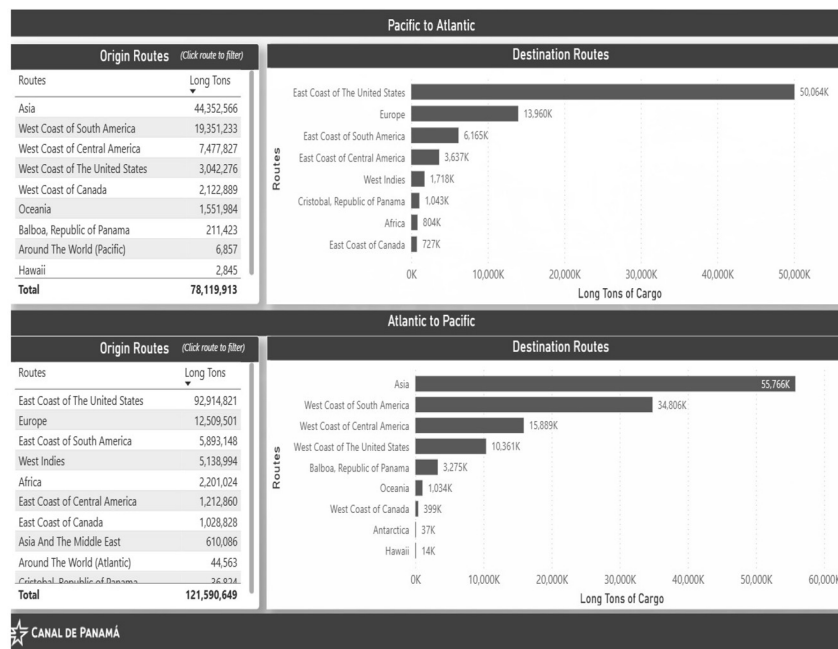 Pacific to Atlantic
Origin Routes (Click route to filter)
Routes Long Tons
Asia 44,352,566
West Coast of South America 19,351,233
West Coast of Central America 7,477,827
West Coast of The United States 3,042,276
West Coast of Canada 2,122,889
Oceania 1,551,984
Balboa, Republic of Panama 211,423
Around The World (Pacific) 6,857
Hawaii 2,845
Total 78,119,913
Destination Routes
Routes
East Coast of The United States 50,064K
Europe 13,960K
East Coast of South America 6,165K
East Coast of Central America 3,637K
West Indies 1,718K
Cristobal, Republic of Panama 1,043K
Africa 804K
East Coast of Canada 727K
0K 10,000K 20,000K 30,000K 40,000K 50,000K
Long Tons of Cargo
Atlantic to Pacific
Origin Routes (Click route to filter)
Routes Long Tons
East Coast of The United States 92,914,821
Europe 12,509,501
East Coast of South America 5,893,148
West Indies 5,138,994
Africa 2,201,024
East Coast of Central America 1,212,860
East Coast of Canada 1,028,828
Asia And The Middle East 610,086
Around The World (Atlantic) 44,563
Cristobal, Republic of Panama 36,824
Total 121,590,649
Destination Routes
Routes
Asia 55,766K
West Coast of South America 34,806K
West Coast of Central America 15,889K
West Coast of The United States 10,361K
Balboa, Republic of Panama 3,275K
Oceania 1,034K
West Coast of Canada 399K
Antarctica 37K
Hawaii 14K
0K 10,000K 20,000K 30,000K 40,000K 50,000K 60,000K
Long Tons of Cargo
CANAL DE PANAMÁ